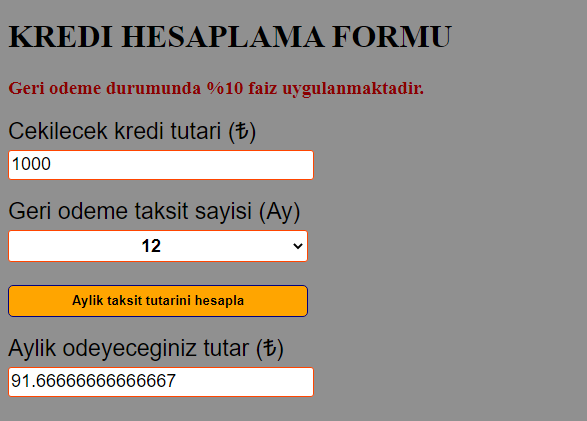 KREDI HESAPLAMA FORMU
Geri odeme durumunda %10 faiz uygulanmaktadir.
Cekilecek kredi tutari (₺)
1000
Geri odeme taksit sayisi (Ay)
12
Aylik taksit tutarini hesapla
Aylik odeyeceginiz tutar (₺)
91.66666666666667